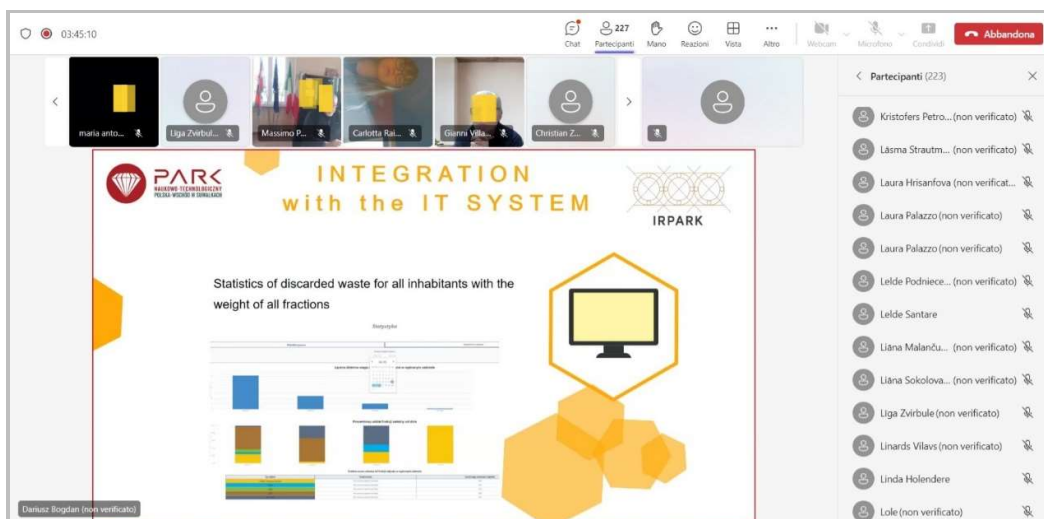 03:45:10
Chat
227
Partecipanti
Mano
Reazioni
Vista
Altro
Webcam
Microfono
Condividi
Abbandona
maria anto...
Līga Zvirbul...
Massimo P...
Carlotta Rai...
Gianni Villa...
Christian Z...
Partecipanti (223)
Kristofers Petro... (non verificato)
Lāsma Strautm... (non verificato)
Laura Hrisanfova (non verificat...
Laura Palazzo (non verificato)
Laura Palazzo (non verificato)
Lelde Podniece... (non verificato)
Lelde Santare
Liāna Malanču... (non verificato)
Liāna Sokolova... (non verificato)
Līga Zvirbule (non verificato)
Linards Vilavs (non verificato)
Linda Holendere
Lole (non verificato)
PARK
NAUKOWO-TECHNOLOGICZNY
POLSKA-WSCHÓD W SUWAŁKACH
INTEGRATION
with the IT SYSTEM
IRPARK
Statistics of discarded waste for all inhabitants with the
weight of all fractions
Statystyka
Dariusz Bogdan (non verificato)